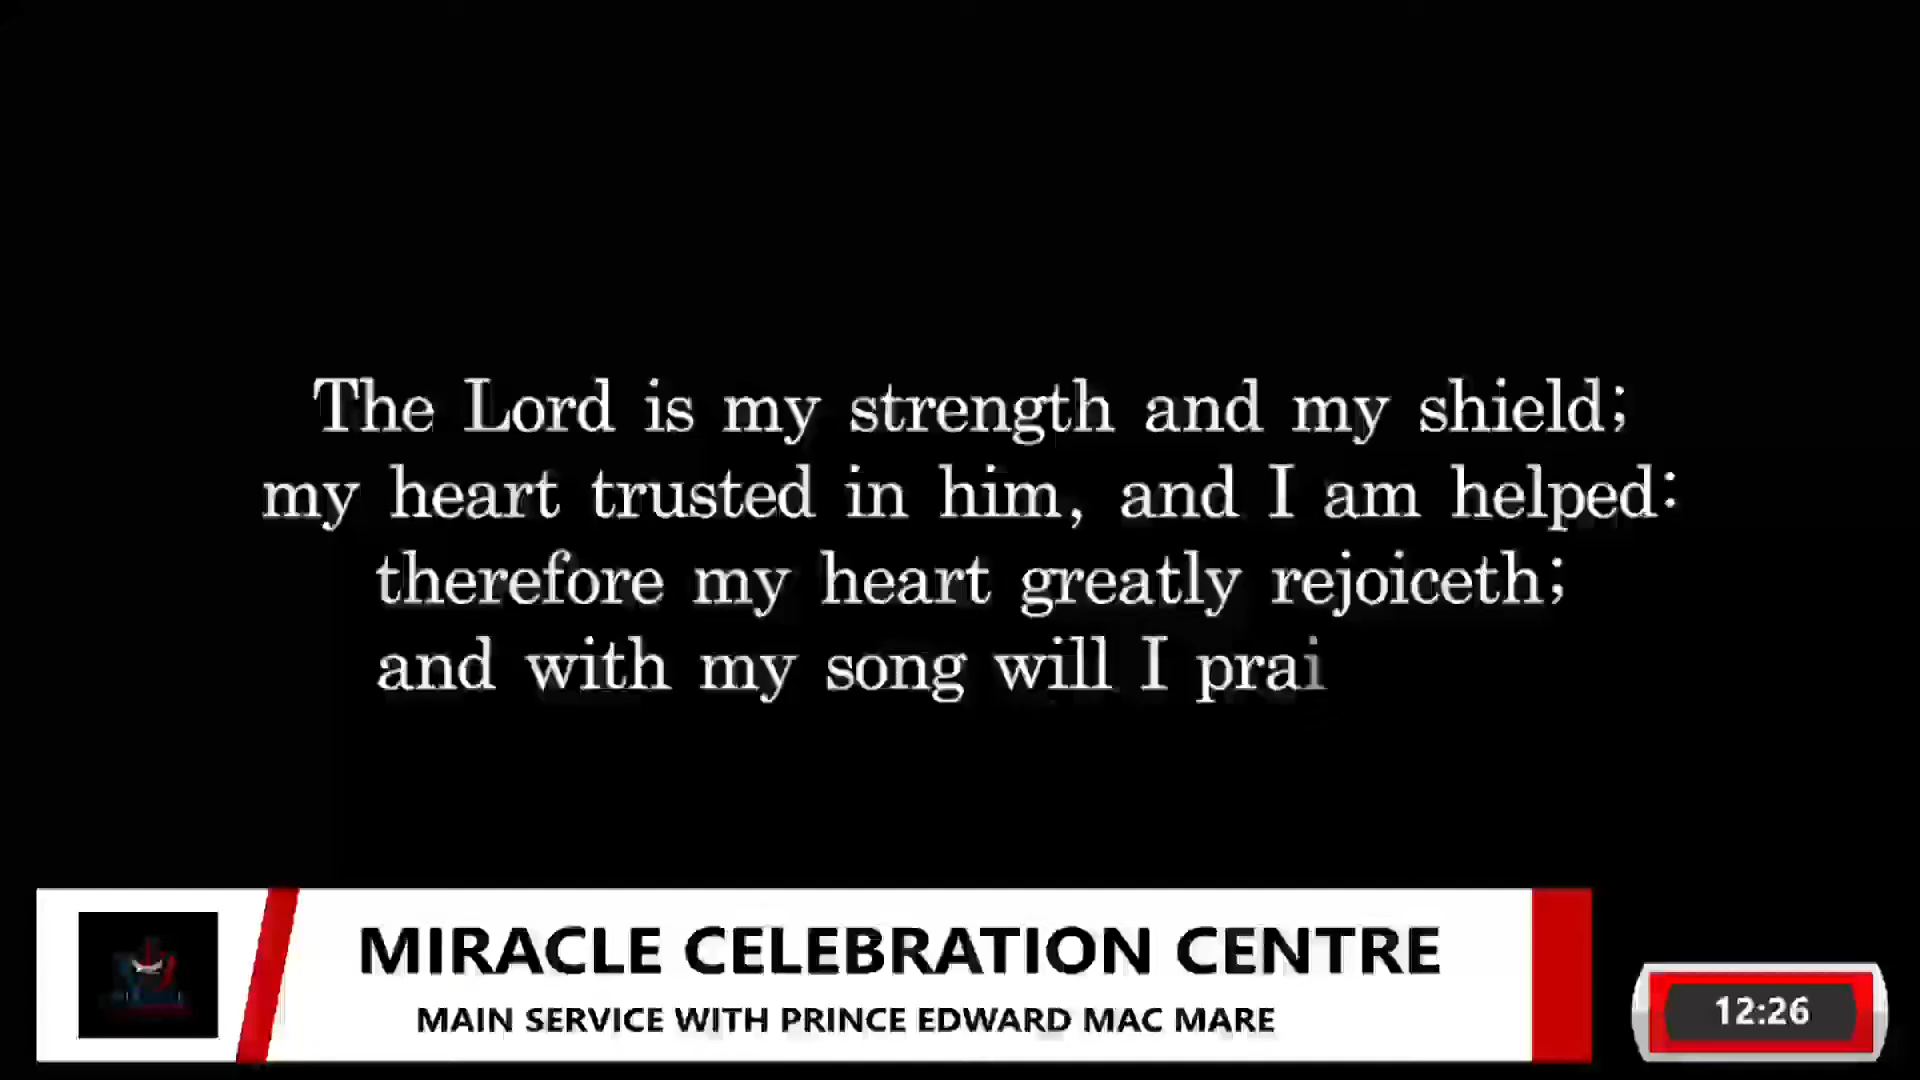 The Lord is my strength and my shield;
my heart trusted in him, and I am helped:
therefore my heart greatly rejoiceth;
and with my song will I prai
MIRACLE CELEBRATION CENTRE
MAIN SERVICE WITH PRINCE EDWARD MAC MARE
12:26